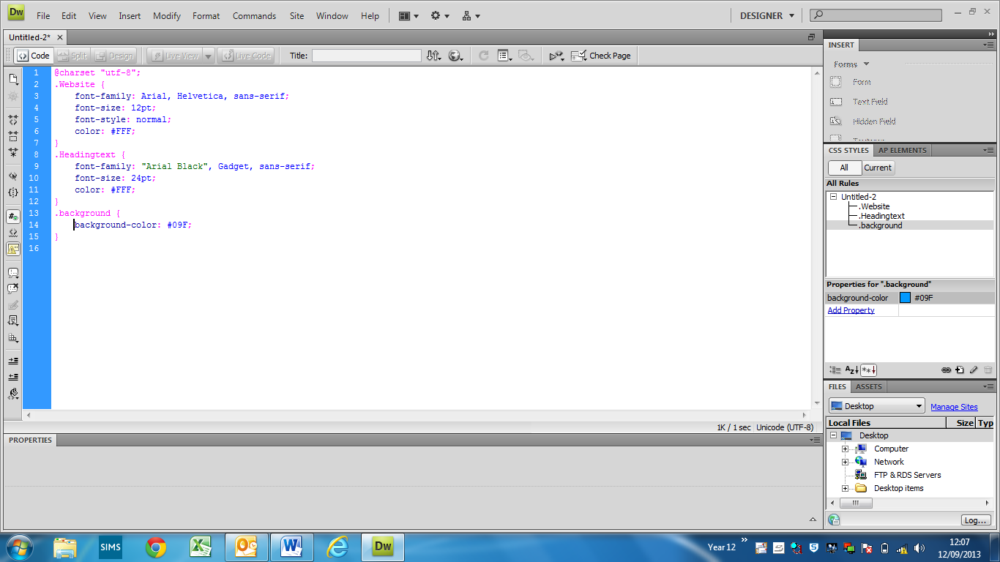 Dw File Edit View Insert Modify Format Commands Site Window Help DESIGNER
Untitled-2*
Code Split Design Live View Live Code Title: Check Page
1 @charset "utf-8";
2 .Website {
3 font-family: Arial, Helvetica, sans-serif;
4 font-size: 12pt;
5 font-style: normal;
6 color: #FFF;
7 }
8 .Headingtext {
9 font-family: "Arial Black", Gadget, sans-serif;
10 font-size: 24pt;
11 color: #FFF;
12 }
13 .background {
14 background-color: #09F;
15 }
16
1K / 1 sec Unicode (UTF-8)
PROPERTIES
INSERT
Forms
Form
Text Field
Hidden Field
CSS STYLES AP ELEMENTS
All Current
All Rules
Untitled-2
.Website
.Headingtext
.background
Properties for ".background"
background-color #09F
Add Property
FILES ASSETS
Desktop Manage Sites
Local Files Size Typ
Desktop
Computer
Network
FTP & RDS Servers
Desktop items
Log...
SIMS Dw Year 12 12:07
12/09/2013